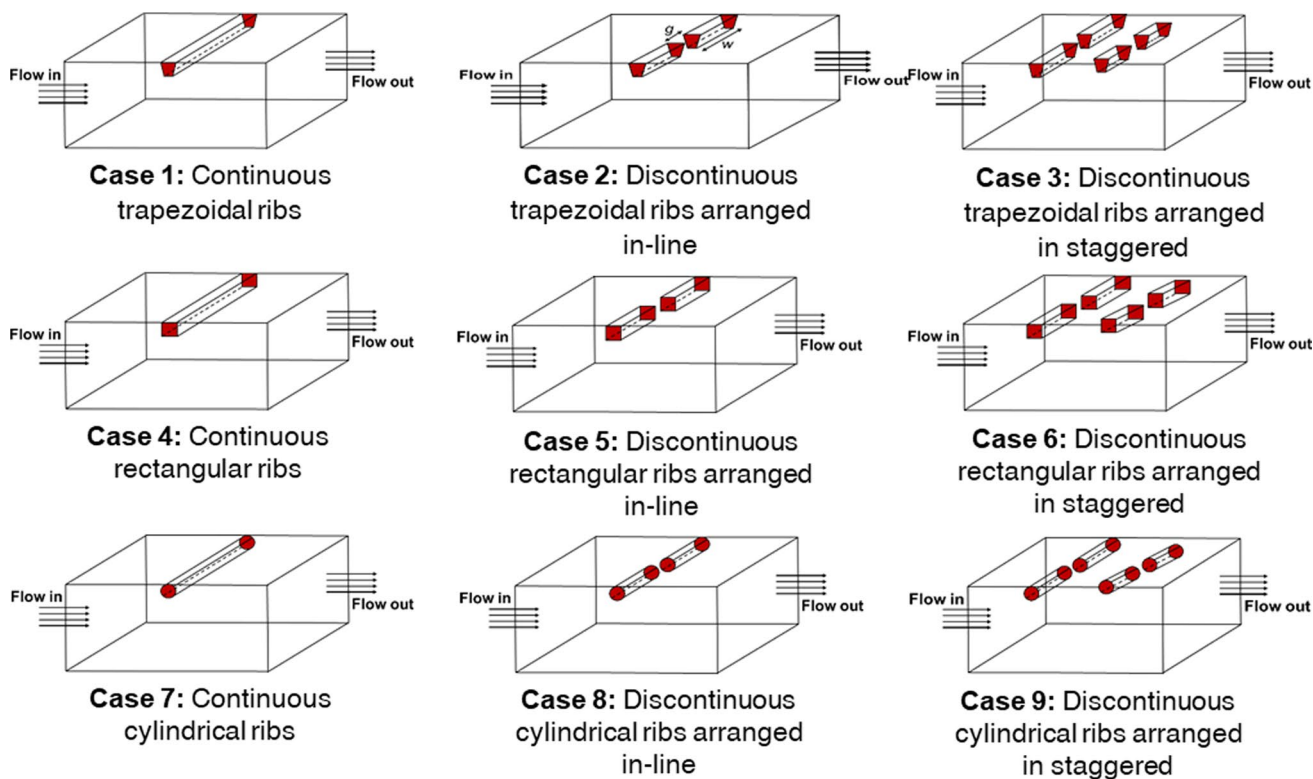 Flow in
Flow out
Case 1: Continuous
trapezoidal ribs
g
w
Flow in
Flow out
Case 2: Discontinuous
trapezoidal ribs arranged
in-line
Flow in
Flow out
Case 3: Discontinuous
trapezoidal ribs arranged
in staggered
Flow in
Flow out
Case 4: Continuous
rectangular ribs
Flow in
Flow out
Case 5: Discontinuous
rectangular ribs arranged
in-line
Flow in
Flow out
Case 6: Discontinuous
rectangular ribs arranged
in staggered
Flow in
Flow out
Case 7: Continuous
cylindrical ribs
Flow in
Flow out
Case 8: Discontinuous
cylindrical ribs arranged
in-line
Flow in
Flow out
Case 9: Discontinuous
cylindrical ribs arranged
in staggered